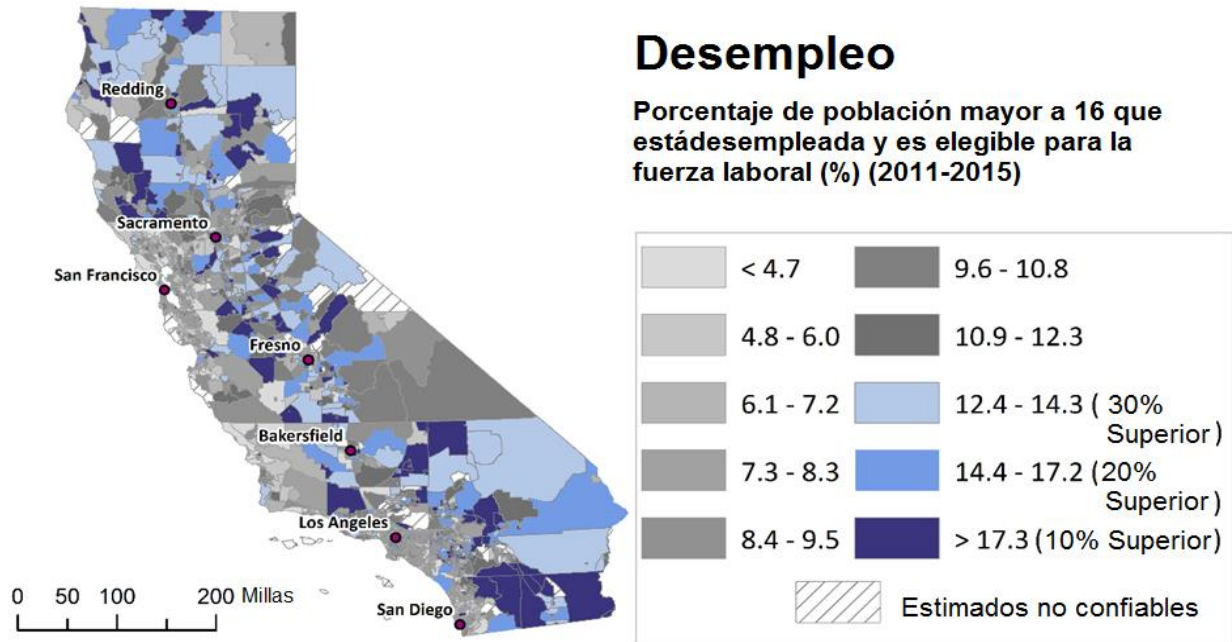 Desempleo
Porcentaje de población mayor a 16 que
estádesempleada y es elegible para la
fuerza laboral (%) (2011-2015)
Redding
Sacramento
San Francisco
Fresno
Bakersfield
Los Angeles
San Diego
0 50 100 200 Millas
< 4.7
4.8 - 6.0
6.1 - 7.2
7.3 - 8.3
8.4 - 9.5
9.6 - 10.8
10.9 - 12.3
12.4 - 14.3 ( 30%
Superior)
14.4 - 17.2 (20%
Superior)
> 17.3 (10% Superior)
Estimados no confiables